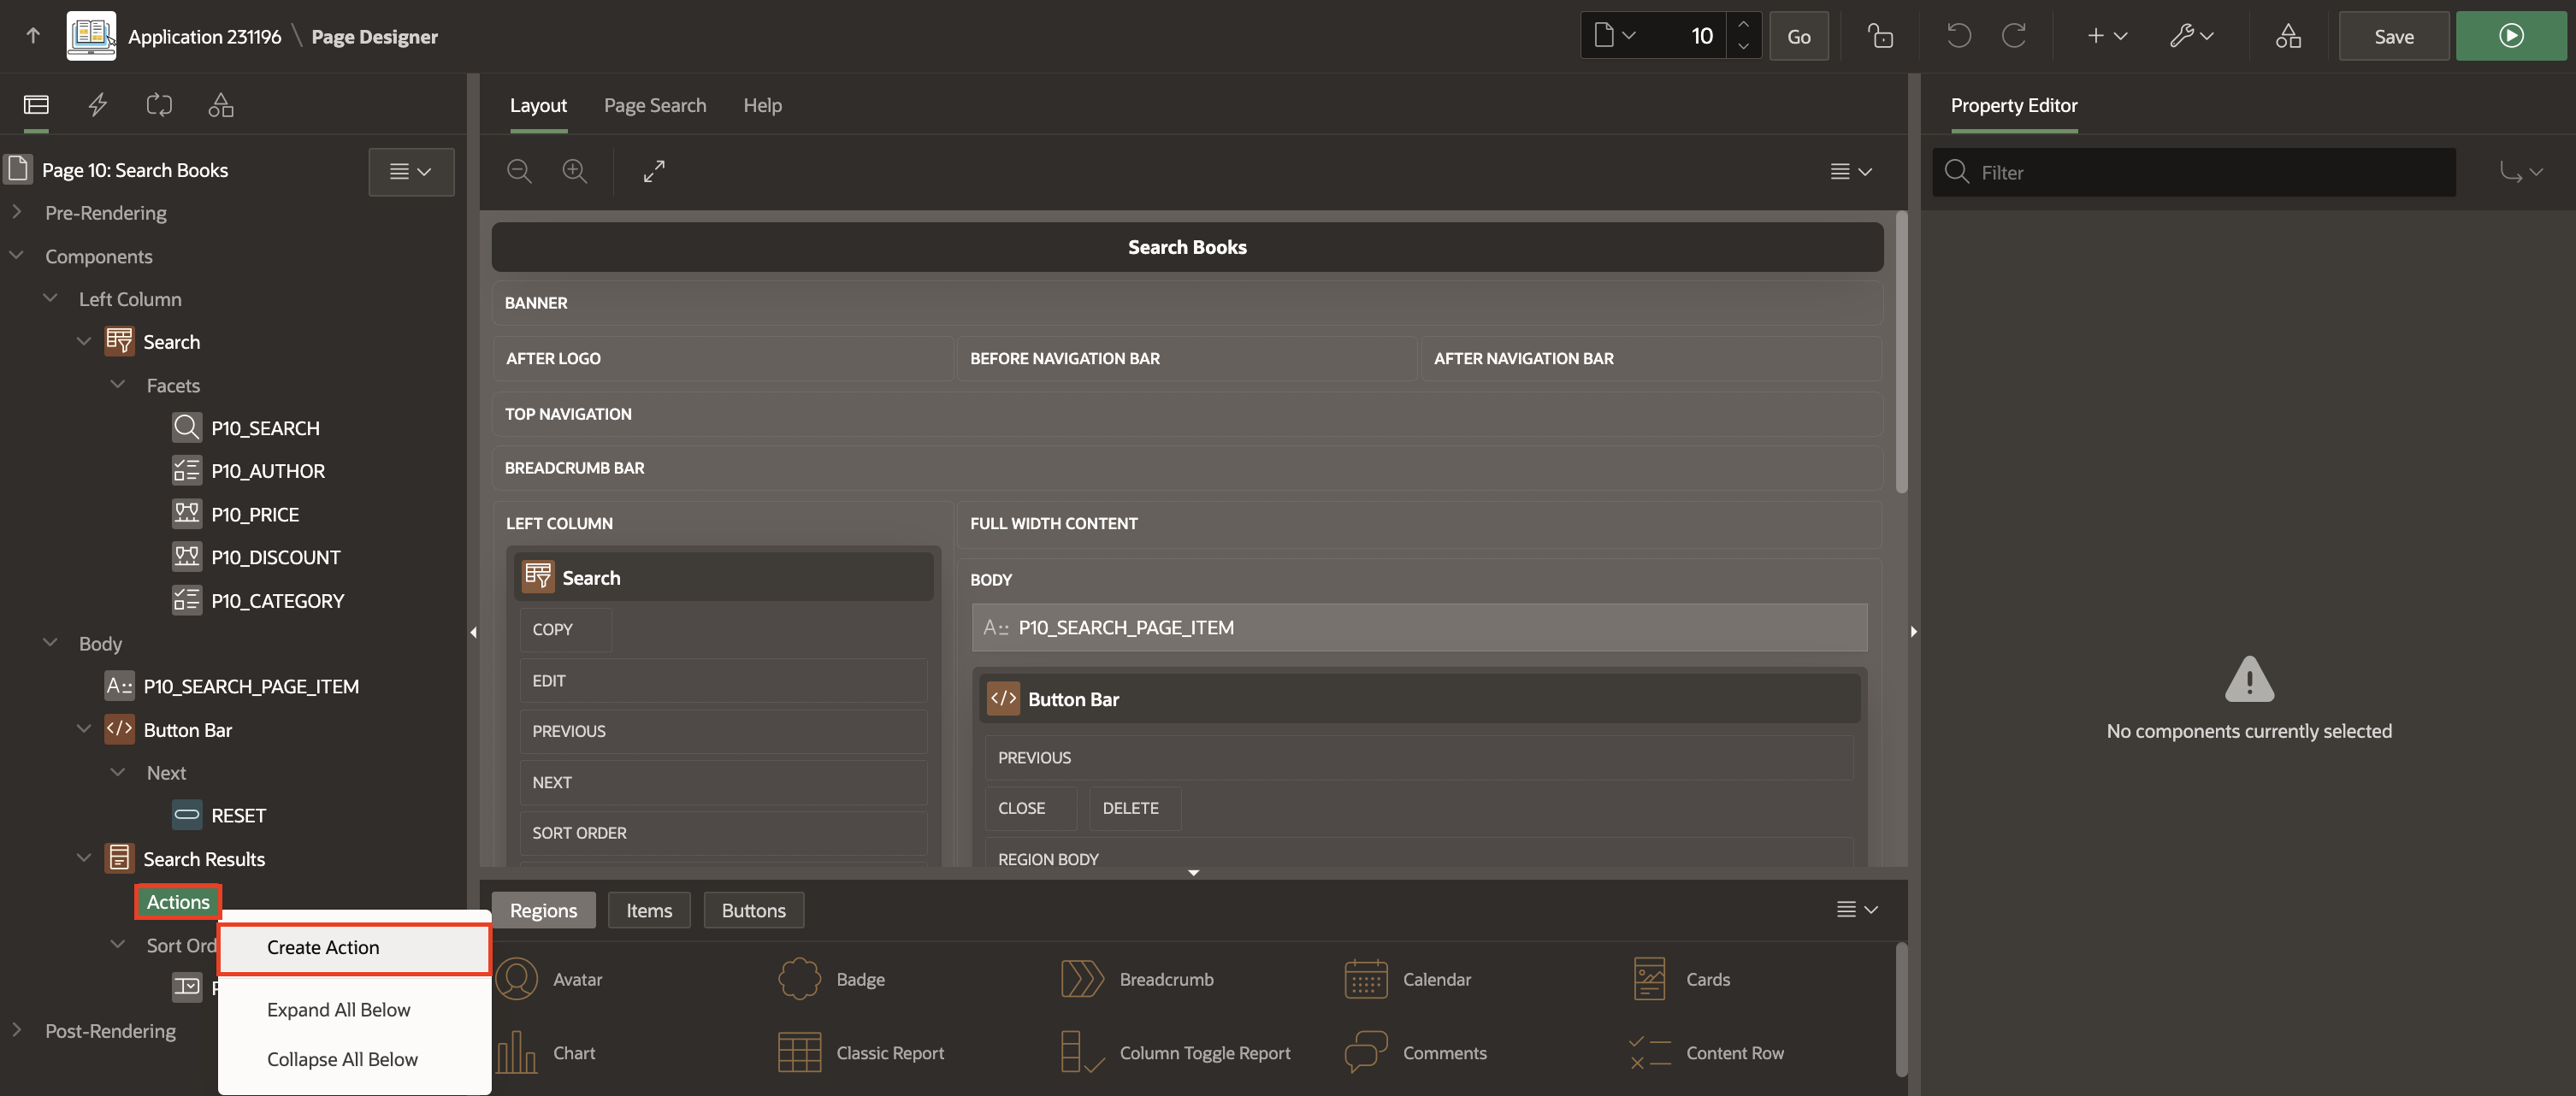 Application 231196 \ Page Designer
10
Go
Save
Layout
Page Search
Help
Property Editor
Page 10: Search Books
Filter
Pre-Rendering
Components
Left Column
Search
Facets
P10_SEARCH
P10_AUTHOR
P10_PRICE
P10_DISCOUNT
P10_CATEGORY
Body
P10_SEARCH_PAGE_ITEM
Button Bar
Next
RESET
Search Results
Actions
Sort Ord
Post-Rendering
Create Action
Expand All Below
Collapse All Below
Search Books
BANNER
AFTER LOGO
BEFORE NAVIGATION BAR
AFTER NAVIGATION BAR
TOP NAVIGATION
BREADCRUMB BAR
LEFT COLUMN
FULL WIDTH CONTENT
Search
COPY
EDIT
PREVIOUS
NEXT
SORT ORDER
BODY
P10_SEARCH_PAGE_ITEM
Button Bar
PREVIOUS
CLOSE
DELETE
REGION BODY
Regions
Items
Buttons
Avatar
Badge
Breadcrumb
Calendar
Cards
Chart
Classic Report
Column Toggle Report
Comments
Content Row
No components currently selected